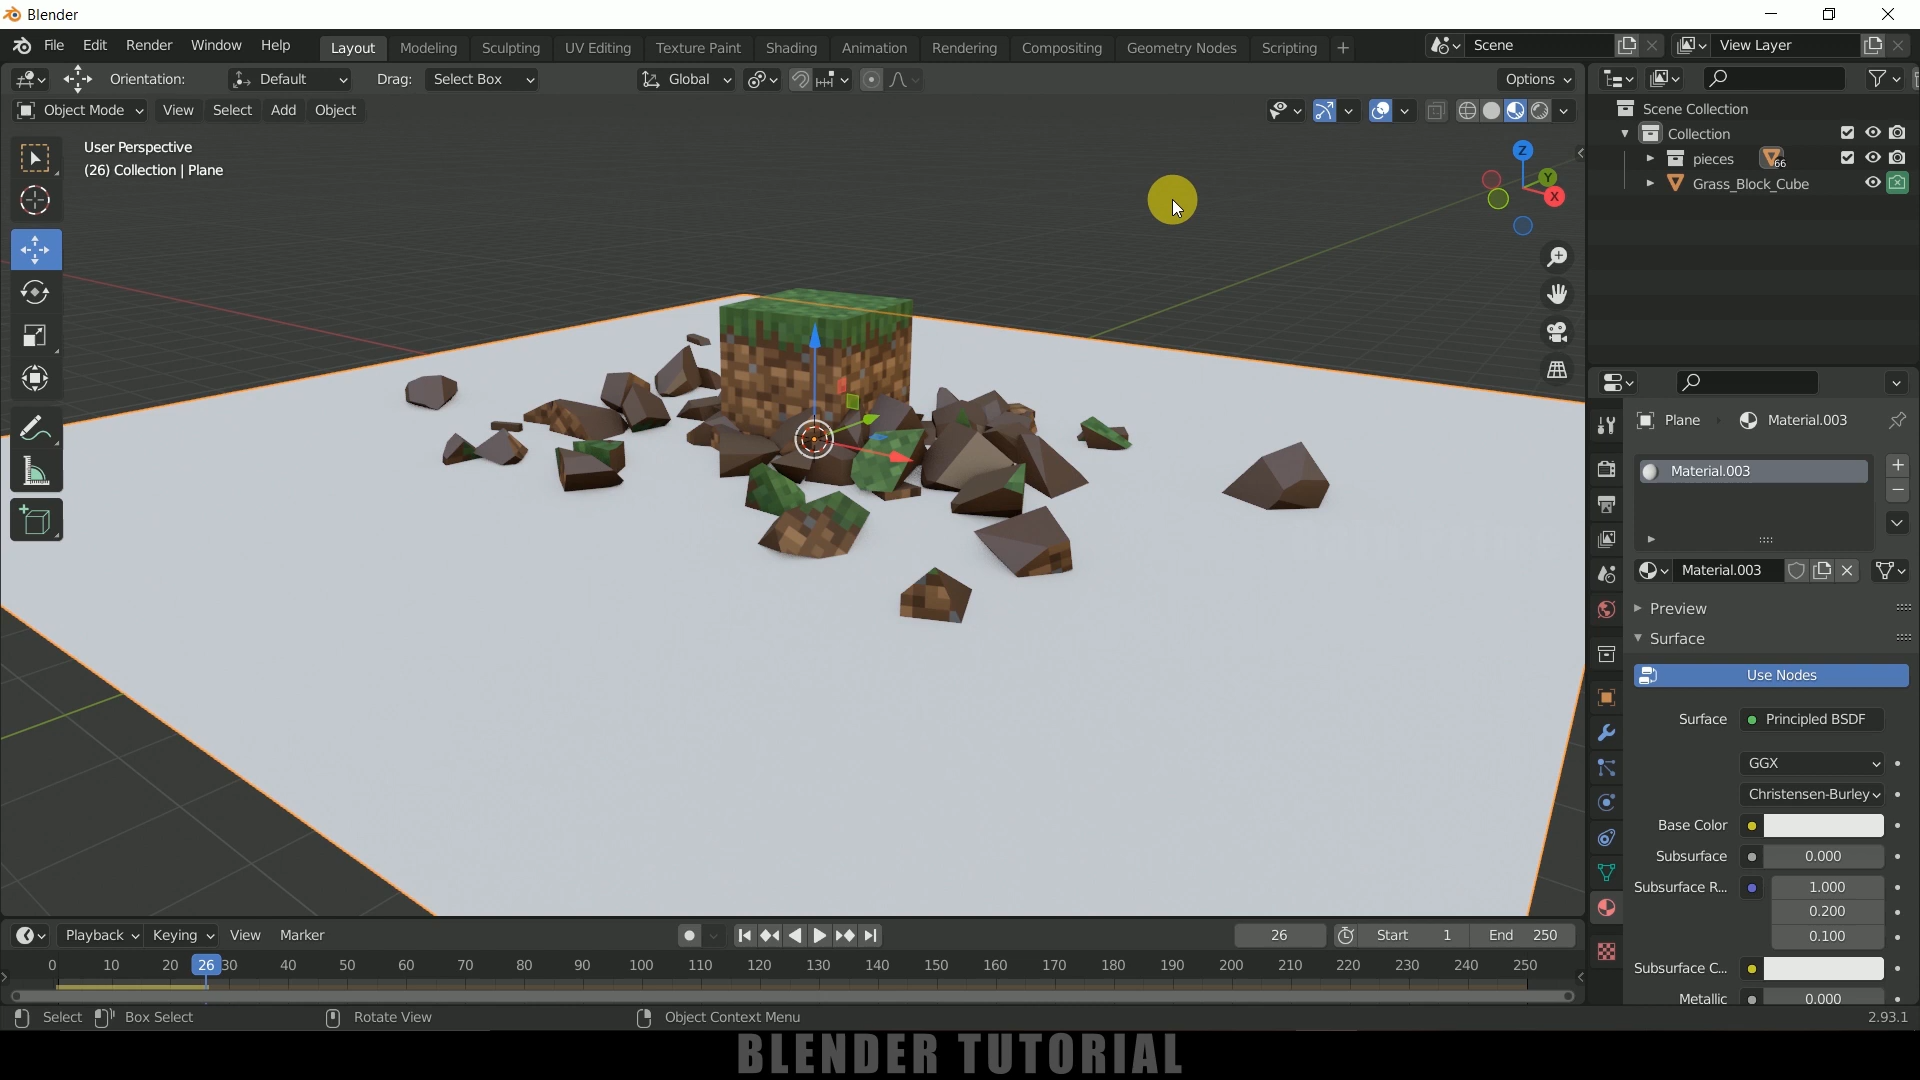 Blender
File Edit Render Window Help Layout Modeling Sculpting UV Editing Texture Paint Shading Animation Rendering Compositing Geometry Nodes Scripting + Scene View Layer
Orientation: Default Drag: Select Box Global Options
Object Mode View Select Add Object
Scene Collection
Collection
pieces 66
Grass_Block_Cube
User Perspective
(26) Collection | Plane
Z
Y
X
Plane Material.003
Material.003
Material.003
Preview
Surface
Use Nodes
Surface Principled BSDF
GGX
Christensen-Burley
Base Color
Subsurface 0.000
Subsurface R... 1.000
0.200
0.100
Subsurface C...
Metallic 0.000
Playback Keying View Marker 26 Start 1 End 250
0 10 20 26 30 40 50 60 70 80 90 100 110 120 130 140 150 160 170 180 190 200 210 220 230 240 250
Select Box Select Rotate View Object Context Menu 2.93.1
BLENDER TUTORIAL